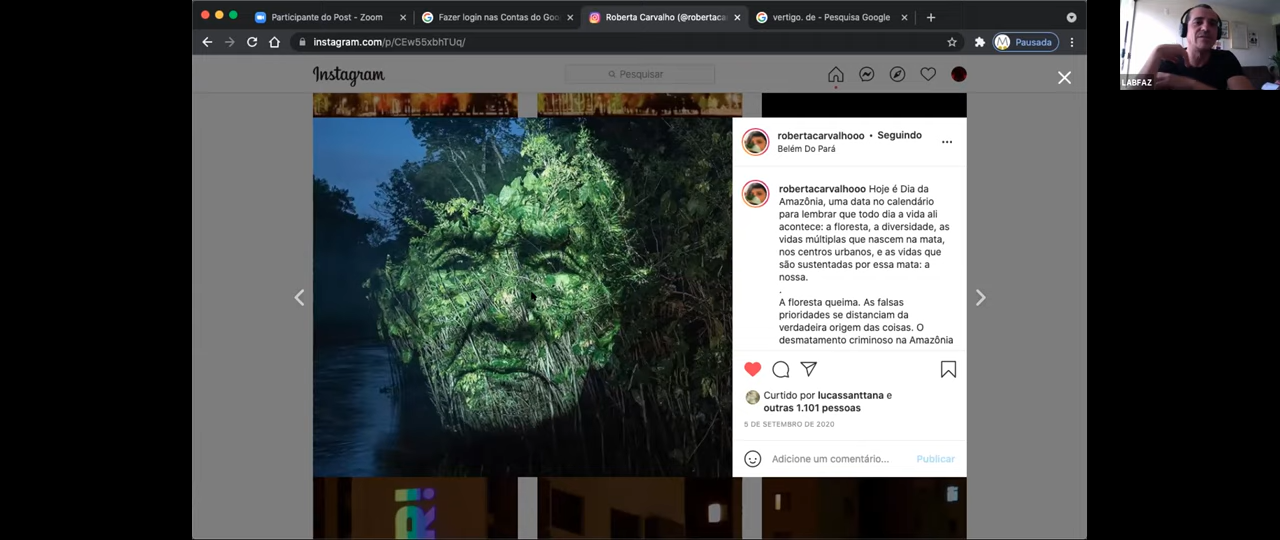 Participante do Post - Zoom
Fazer login nas Contas do Goo
Roberta Carvalho (@robertaca
vertigo. de - Pesquisa Google
instagram.com/p/CEw55xbhTUq/
Pausada
Instagram
Pesquisar
LABFAZ
robertacarvalhooo • Seguindo
Belém Do Pará
robertacarvalhooo Hoje é Dia da
Amazônia, uma data no calendário
para lembrar que todo dia a vida ali
acontece: a floresta, a diversidade, as
vidas múltiplas que nascem na mata,
nos centros urbanos, e as vidas que
são sustentadas por essa mata: a
nossa.
.
A floresta queima. As falsas
prioridades se distanciam da
verdadeira origem das coisas. O
desmatamento criminoso na Amazônia
Curtido por lucassanttana e
outras 1.101 pessoas
5 DE SETEMBRO DE 2020
Adicione um comentário...
Publicar